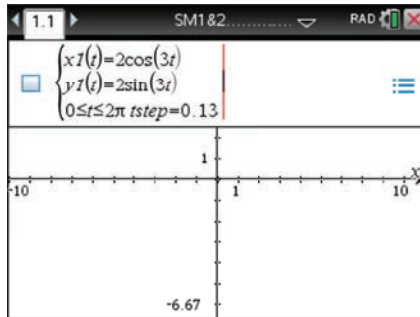 1.1 SM1&2............ RAD
x1(t)=2cos(3t)
y1(t)=2sin(3t)
0≤t≤2π tstep=0.13
1
x
-10 1 10
-6.67